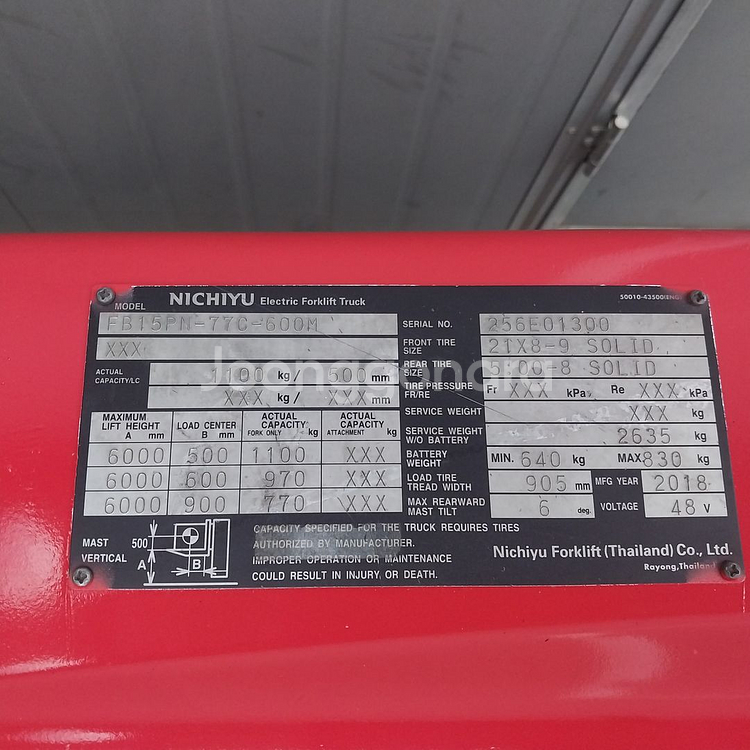 NICHIYU Electric Forklift Truck
50010-43500(ENG)
MODEL
FB15PN-77C-600M
XXX
ACTUAL CAPACITY/LC
1100 kg / 500 mm
XXX kg / XXX mm
MAXIMUM LIFT HEIGHT A mm LOAD CENTER B mm ACTUAL CAPACITY FORK ONLY kg ACTUAL CAPACITY ATTACHMENT kg
6000 500 1100 XXX
6000 600 970 XXX
6000 900 770 XXX
MAST VERTICAL 500 A B
CAPACITY SPECIFIED FOR THE TRUCK REQUIRES TIRES
AUTHORIZED BY MANUFACTURER.
IMPROPER OPERATION OR MAINTENANCE
COULD RESULT IN INJURY OR DEATH.
SERIAL NO. 256E01300
FRONT TIRE SIZE 21X8-9 SOLID
REAR TIRE SIZE 5.00-8 SOLID
TIRE PRESSURE FR/RE Fr XXX kPa, Re XXX kPa
SERVICE WEIGHT XXX kg
SERVICE WEIGHT W/O BATTERY 2635 kg
BATTERY WEIGHT MIN. 640 kg MAX 830 kg
LOAD TIRE TREAD WIDTH 905 mm MFG YEAR 2018
MAX REARWARD MAST TILT 6 deg. VOLTAGE 48 V
Nichiyu Forklift (Thailand) Co., Ltd.
Rayong, Thailand